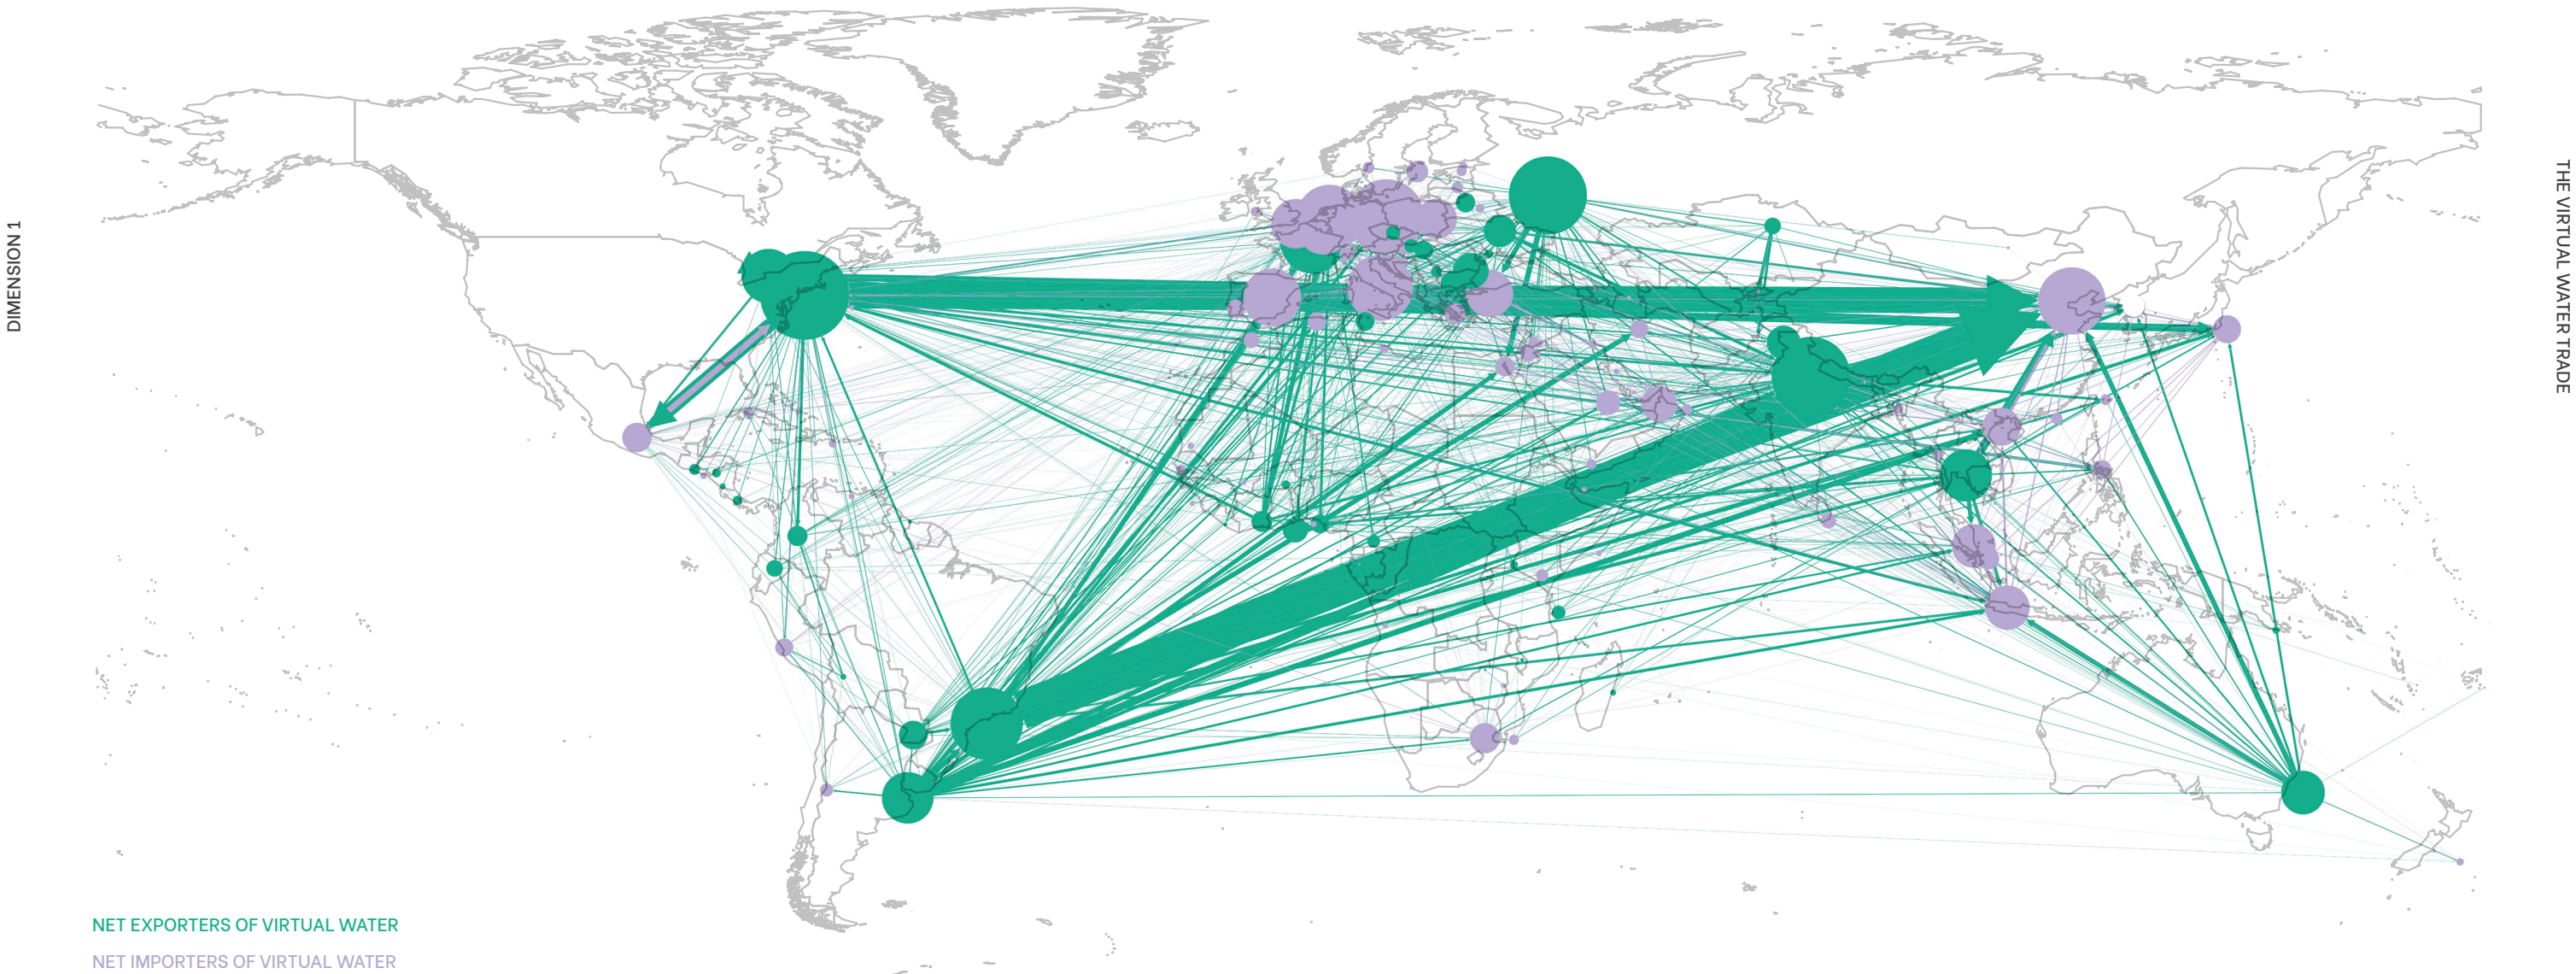 DIMENSION 1
THE VIRTUAL WATER TRADE
NET EXPORTERS OF VIRTUAL WATER
NET IMPORTERS OF VIRTUAL WATER